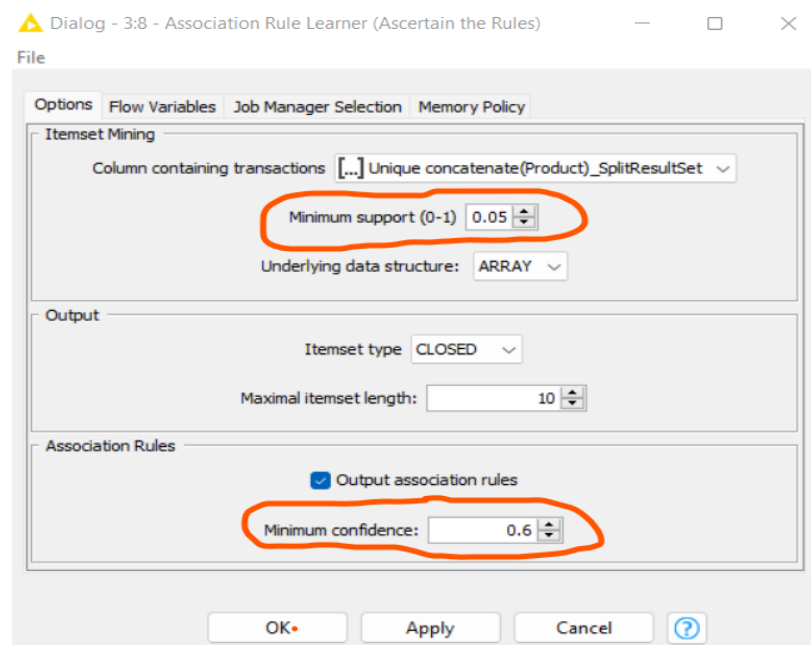 Dialog - 3:8 - Association Rule Learner (Ascertain the Rules)
File
Options Flow Variables Job Manager Selection Memory Policy
Itemset Mining
Column containing transactions [...] Unique concatenate(Product)_SplitResultSet
Minimum support (0-1) 0.05
Underlying data structure: ARRAY
Output
Itemset type CLOSED
Maximal itemset length: 10
Association Rules
Output association rules
Minimum confidence: 0.6
OK Apply Cancel ?